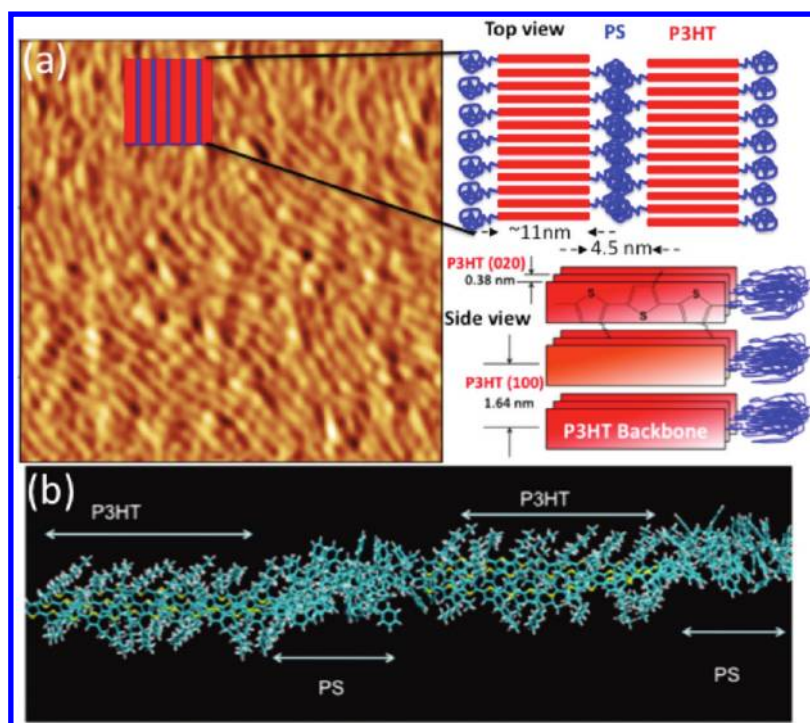 (a)
Top view PS P3HT
~11nm
4.5 nm
P3HT (020)
0.38 nm
S S S
Side view
P3HT (100)
1.64 nm
P3HT Backbone
(b)
P3HT P3HT
PS PS